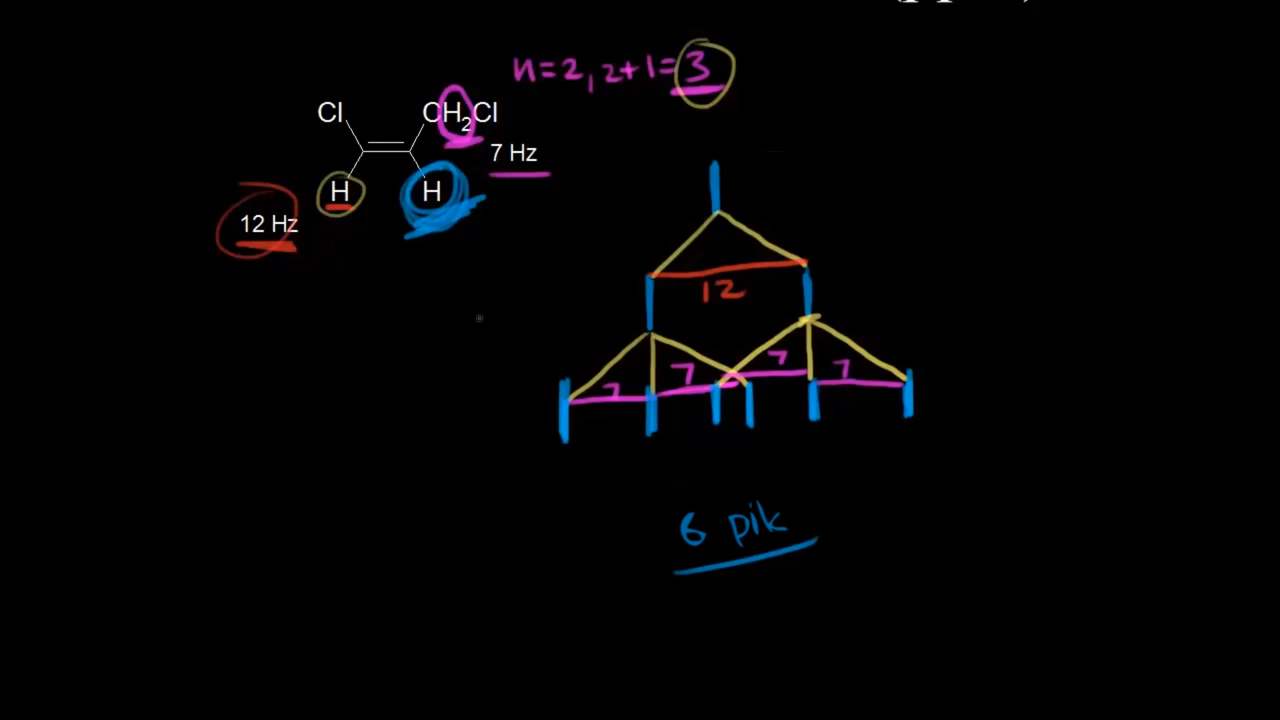 n=2, 2+1=3
Cl CH2Cl
7 Hz
H H
12 Hz
12
7 7 7 7
6 pik